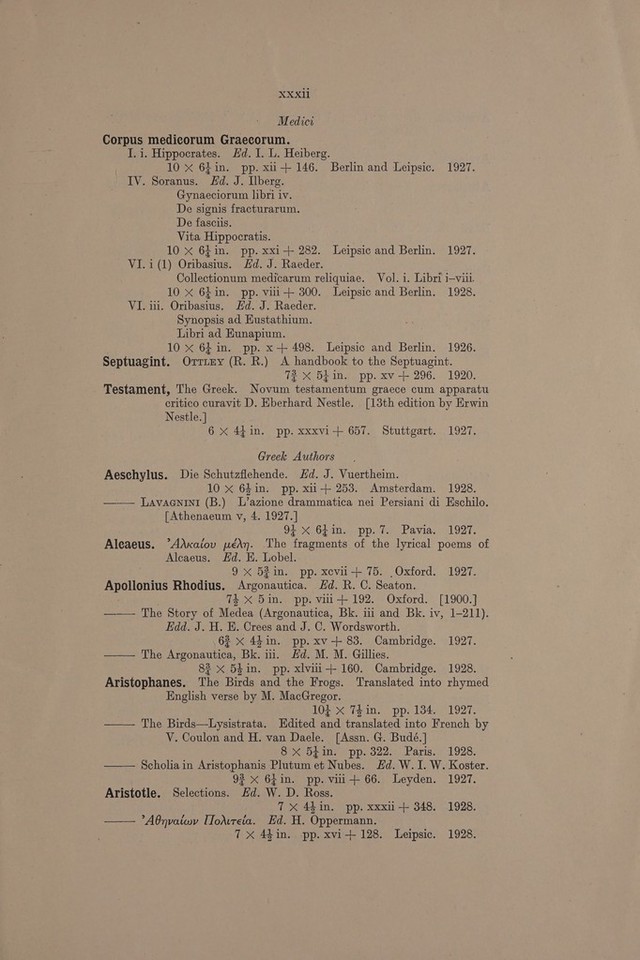 xxxii
Medici
Corpus medicorum Graecorum.
I. i. Hippocrates. Ed. I. L. Heiberg.
10 × 6¾ in. pp. xii + 146. Berlin and Leipsic. 1927.
IV. Soranus. Ed. J. Ilberg.
Gynaeciorum libri iv.
De signis fracturarum.
De fasciis.
Vita Hippocratis.
10 × 6¾ in. pp. xxi + 282. Leipsic and Berlin. 1927.
VI. i (1) Oribasius. Ed. J. Raeder.
Collectionum medicarum reliquiae. Vol. i. Libri i–viii.
10 × 6¾ in. pp. viii + 300. Leipsic and Berlin. 1928.
VI. iii. Oribasius. Ed. J. Raeder.
Synopsis ad Eustathium.
Libri ad Eunapium.
10 × 6¾ in. pp. x + 498. Leipsic and Berlin. 1926.
Septuagint. Ottley (R. R.) A handbook to the Septuagint.
7¾ × 5¼ in. pp. xv + 296. 1920.
Testament, The Greek. Novum testamentum graece cum apparatu
critico curavit D. Eberhard Nestle. [13th edition by Erwin
Nestle.]
6 × 4¼ in. pp. xxxvi + 657. Stuttgart. 1927.
Greek Authors
Aeschylus. Die Schutzflehende. Ed. J. Vuertheim.
10 × 6¾ in. pp. xii + 253. Amsterdam. 1928.
—— Lavagnini (B.) L'azione drammatica nei Persiani di Eschilo.
[Athenaeum v, 4. 1927.]
9½ × 6¾ in. pp. 7. Pavia. 1927.
Alcaeus. Ἀλκαίου μέλη. The fragments of the lyrical poems of
Alcaeus. Ed. E. Lobel.
9 × 5¾ in. pp. xcvii + 75. Oxford. 1927.
Apollonius Rhodius. Argonautica. Ed. R. C. Seaton.
7½ × 5 in. pp. viii + 192. Oxford. [1900.]
—— The Story of Medea (Argonautica, Bk. iii and Bk. iv, 1–211).
Edd. J. H. E. Crees and J. C. Wordsworth.
6¾ × 4½ in. pp. xv + 83. Cambridge. 1927.
—— The Argonautica, Bk. iii. Ed. M. M. Gillies.
8¾ × 5½ in. pp. xlviii + 160. Cambridge. 1928.
Aristophanes. The Birds and the Frogs. Translated into rhymed
English verse by M. MacGregor.
10¼ × 7½ in. pp. 134. 1927.
—— The Birds—Lysistrata. Edited and translated into French by
V. Coulon and H. van Daele. [Assn. G. Budé.]
8 × 5¼ in. pp. 322. Paris. 1928.
—— Scholia in Aristophanis Plutum et Nubes. Ed. W. I. W. Koster.
9¾ × 6½ in. pp. viii + 66. Leyden. 1927.
Aristotle. Selections. Ed. W. D. Ross.
7 × 4¾ in. pp. xxxii + 348. 1928.
—— Ἀθηναίων Πολιτεία. Ed. H. Oppermann.
7 × 4¾ in. pp. xvi + 128. Leipsic. 1928.